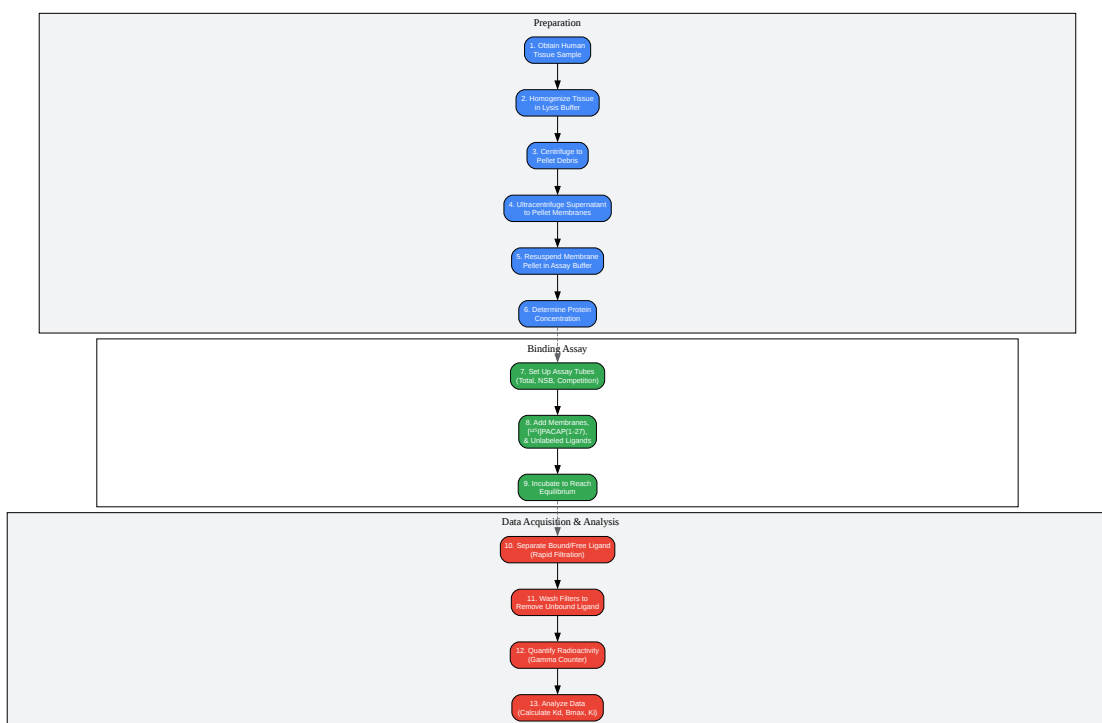 Preparation
1. Obtain Human
Tissue Sample
2. Homogenize Tissue
in Lysis Buffer
3. Centrifuge to
Pellet Debris
4. Ultracentrifuge Supernatant
to Pellet Membranes
5. Resuspend Membrane
Pellet in Assay Buffer
6. Determine Protein
Concentration
Binding Assay
7. Set Up Assay Tubes
(Total, NSB, Competition)
8. Add Membranes,
[¹²⁵I]PACAP(1-27),
& Unlabeled Ligands
9. Incubate to Reach
Equilibrium
Data Acquisition & Analysis
10. Separate Bound/Free Ligand
(Rapid Filtration)
11. Wash Filters to
Remove Unbound Ligand
12. Quantify Radioactivity
(Gamma Counter)
13. Analyze Data
(Calculate Kd, Bmax, Ki)